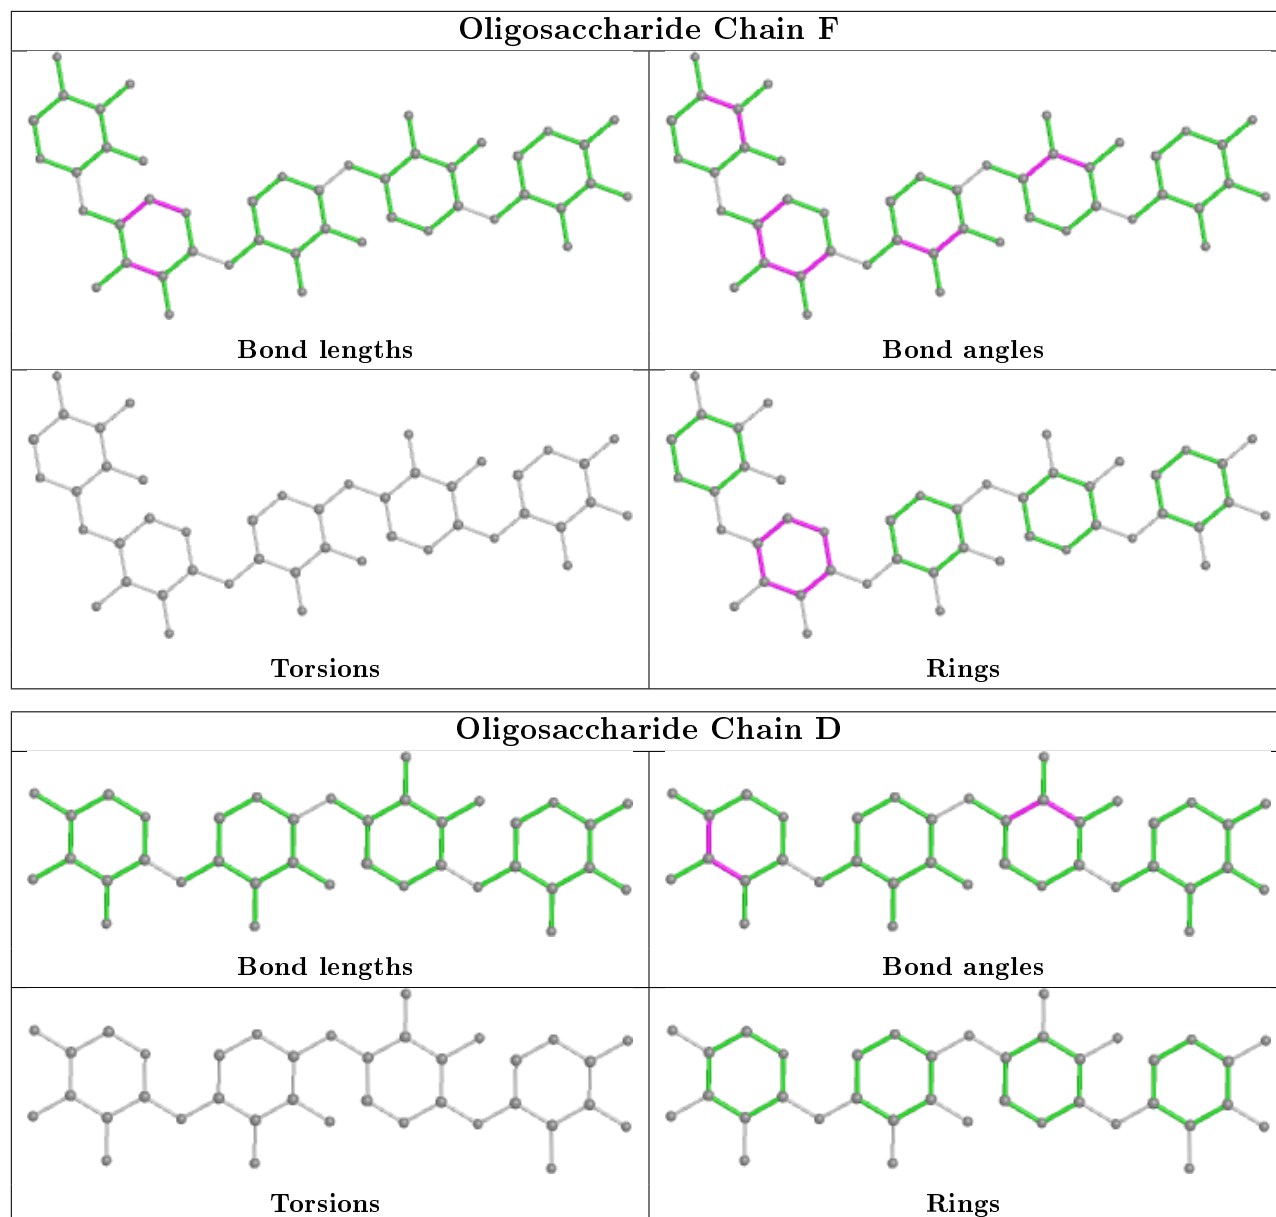 Oligosaccharide Chain F
Bond lengths
Bond angles
Torsions
Rings
Oligosaccharide Chain D
Bond lengths
Bond angles
Torsions
Rings